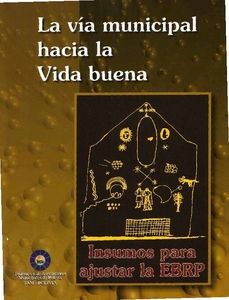 La vía municipal
hacia la
Vida buena
Insumos para
ajustar la EBRP